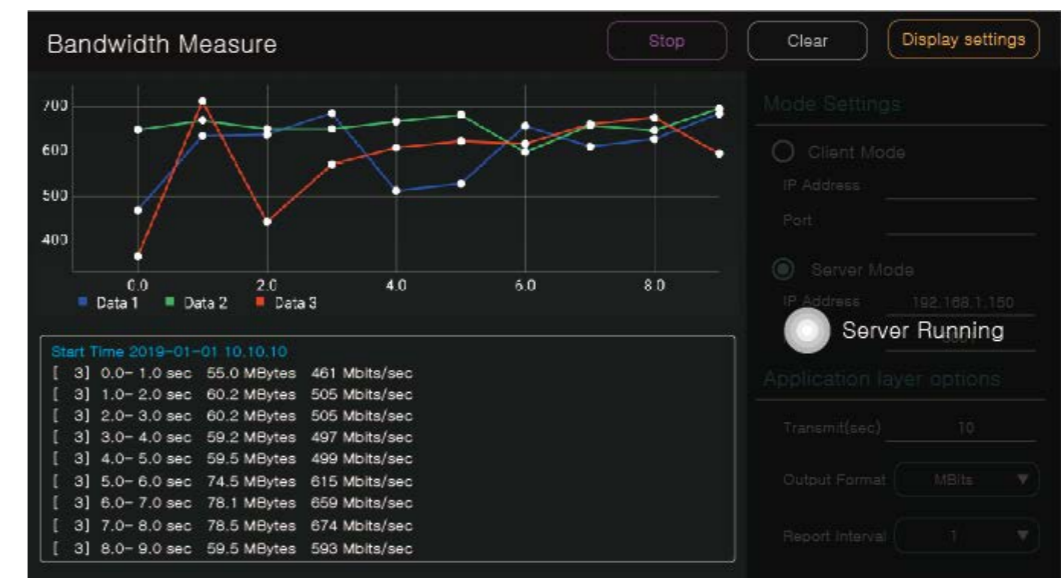 Bandwidth Measure
Stop
Clear
Display settings
700
600
500
400
0.0 2.0 4.0 6.0 8.0
Data 1 Data 2 Data 3
Start Time 2019-01-01 10.10.10
[ 3] 0.0- 1.0 sec 55.0 MBytes 461 Mbits/sec
[ 3] 1.0- 2.0 sec 60.2 MBytes 505 Mbits/sec
[ 3] 2.0- 3.0 sec 60.2 MBytes 505 Mbits/sec
[ 3] 3.0- 4.0 sec 59.2 MBytes 497 Mbits/sec
[ 3] 4.0- 5.0 sec 59.5 MBytes 499 Mbits/sec
[ 3] 5.0- 6.0 sec 74.5 MBytes 615 Mbits/sec
[ 3] 6.0- 7.0 sec 78.1 MBytes 659 Mbits/sec
[ 3] 7.0- 8.0 sec 78.5 MBytes 674 Mbits/sec
[ 3] 8.0- 9.0 sec 59.5 MBytes 593 Mbits/sec
Mode Settings
Client Mode
IP Address
Port
Server Mode
IP Address 192.168.1.150
Server Running
Application layer options
Transmit(sec) 10
Output Format MBits
Report Interval 1